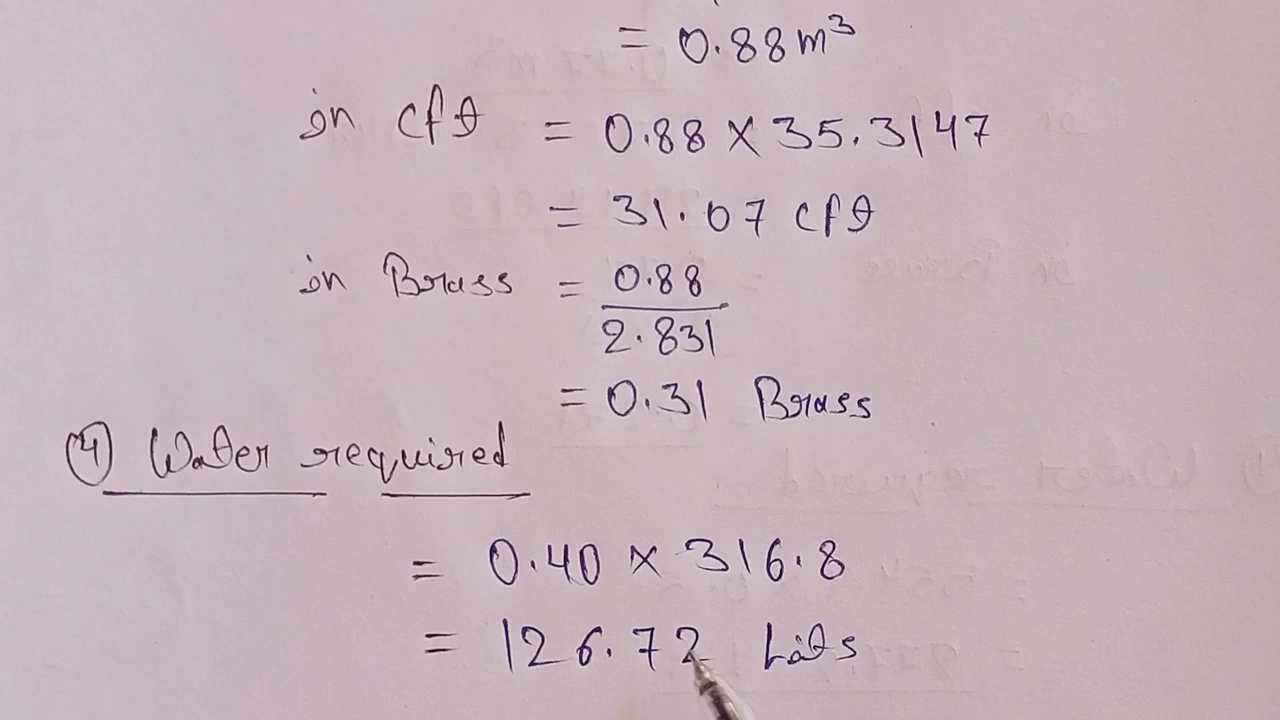 = 0.88 m³
in cft = 0.88 × 35.3147
= 31.07 cft
in Brass = 0.88
2.831
= 0.31 Brass
④ Water required
= 0.40 × 316.8
= 126.72 Lits